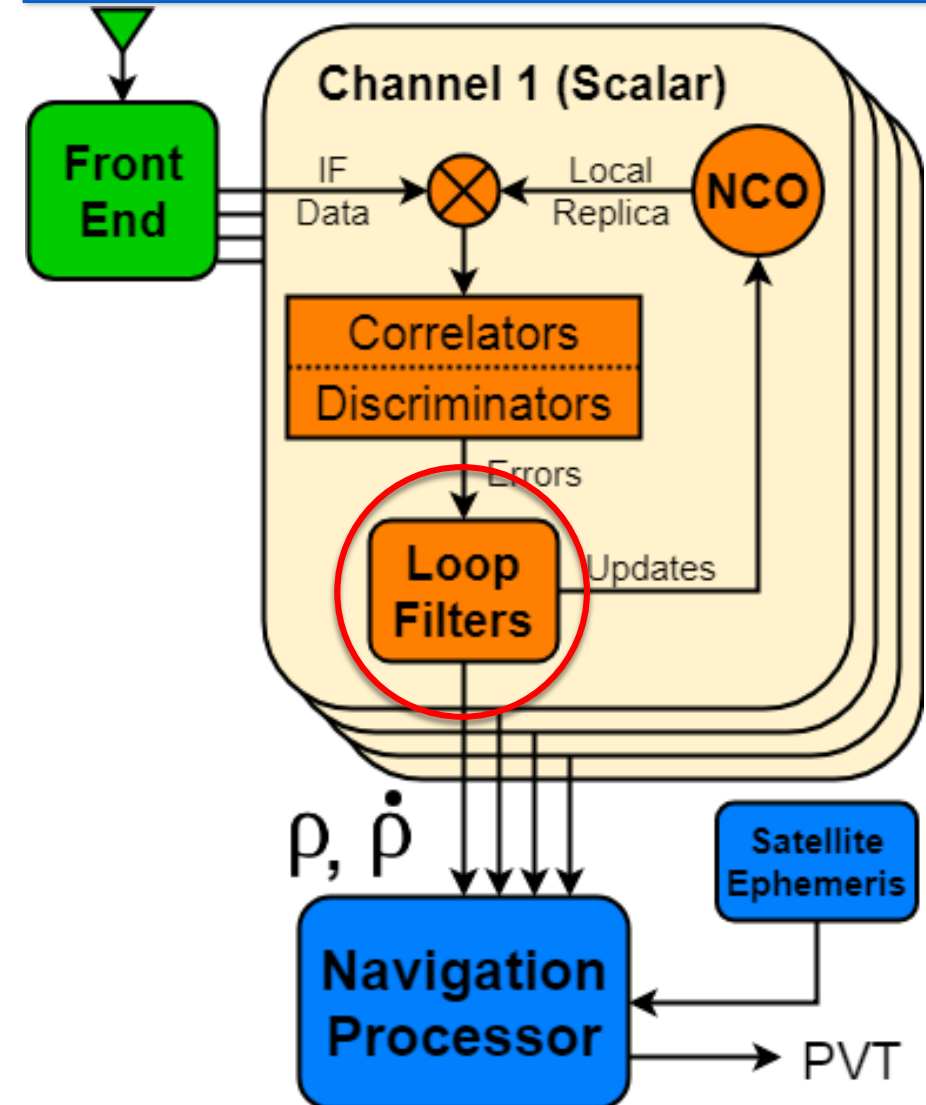 Channel 1 (Scalar)
Front
End
IF
Data
Local
Replica
NCO
Correlators
Discriminators
Errors
Loop
Filters
Updates
ρ, ρ̇
Satellite
Ephemeris
Navigation
Processor
PVT